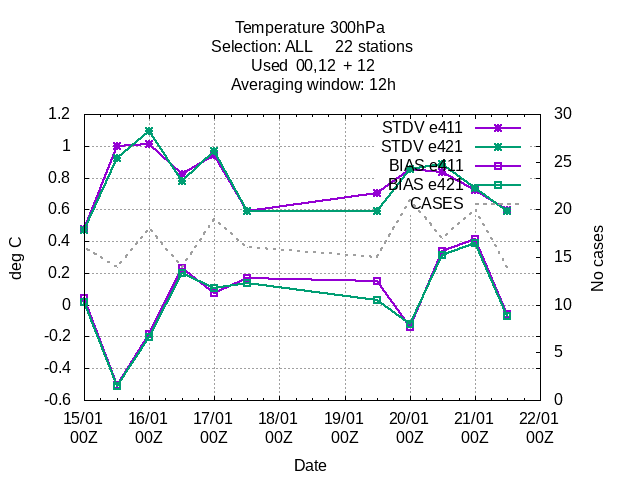 Temperature 300hPa
Selection: ALL 22 stations
Used 00,12 + 12
Averaging window: 12h
STDV e411
STDV e421
BIAS e411
BIAS e421
CASES
deg C
1.2
1
0.8
0.6
0.4
0.2
0
-0.2
-0.4
-0.6
No cases
30
25
20
15
10
5
0
15/01 16/01 17/01 18/01 19/01 20/01 21/01 22/01
00Z 00Z 00Z 00Z 00Z 00Z 00Z 00Z
Date